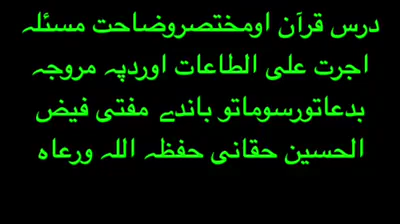 درس قرآن اومختصروضاحت مسئلہ
اجرت علی الطاعات اوردپہ مروجہ
بدعاتورسوماتو باندے مفتی فیض
الحسین حقانی حفظہ اللہ ورعاہ